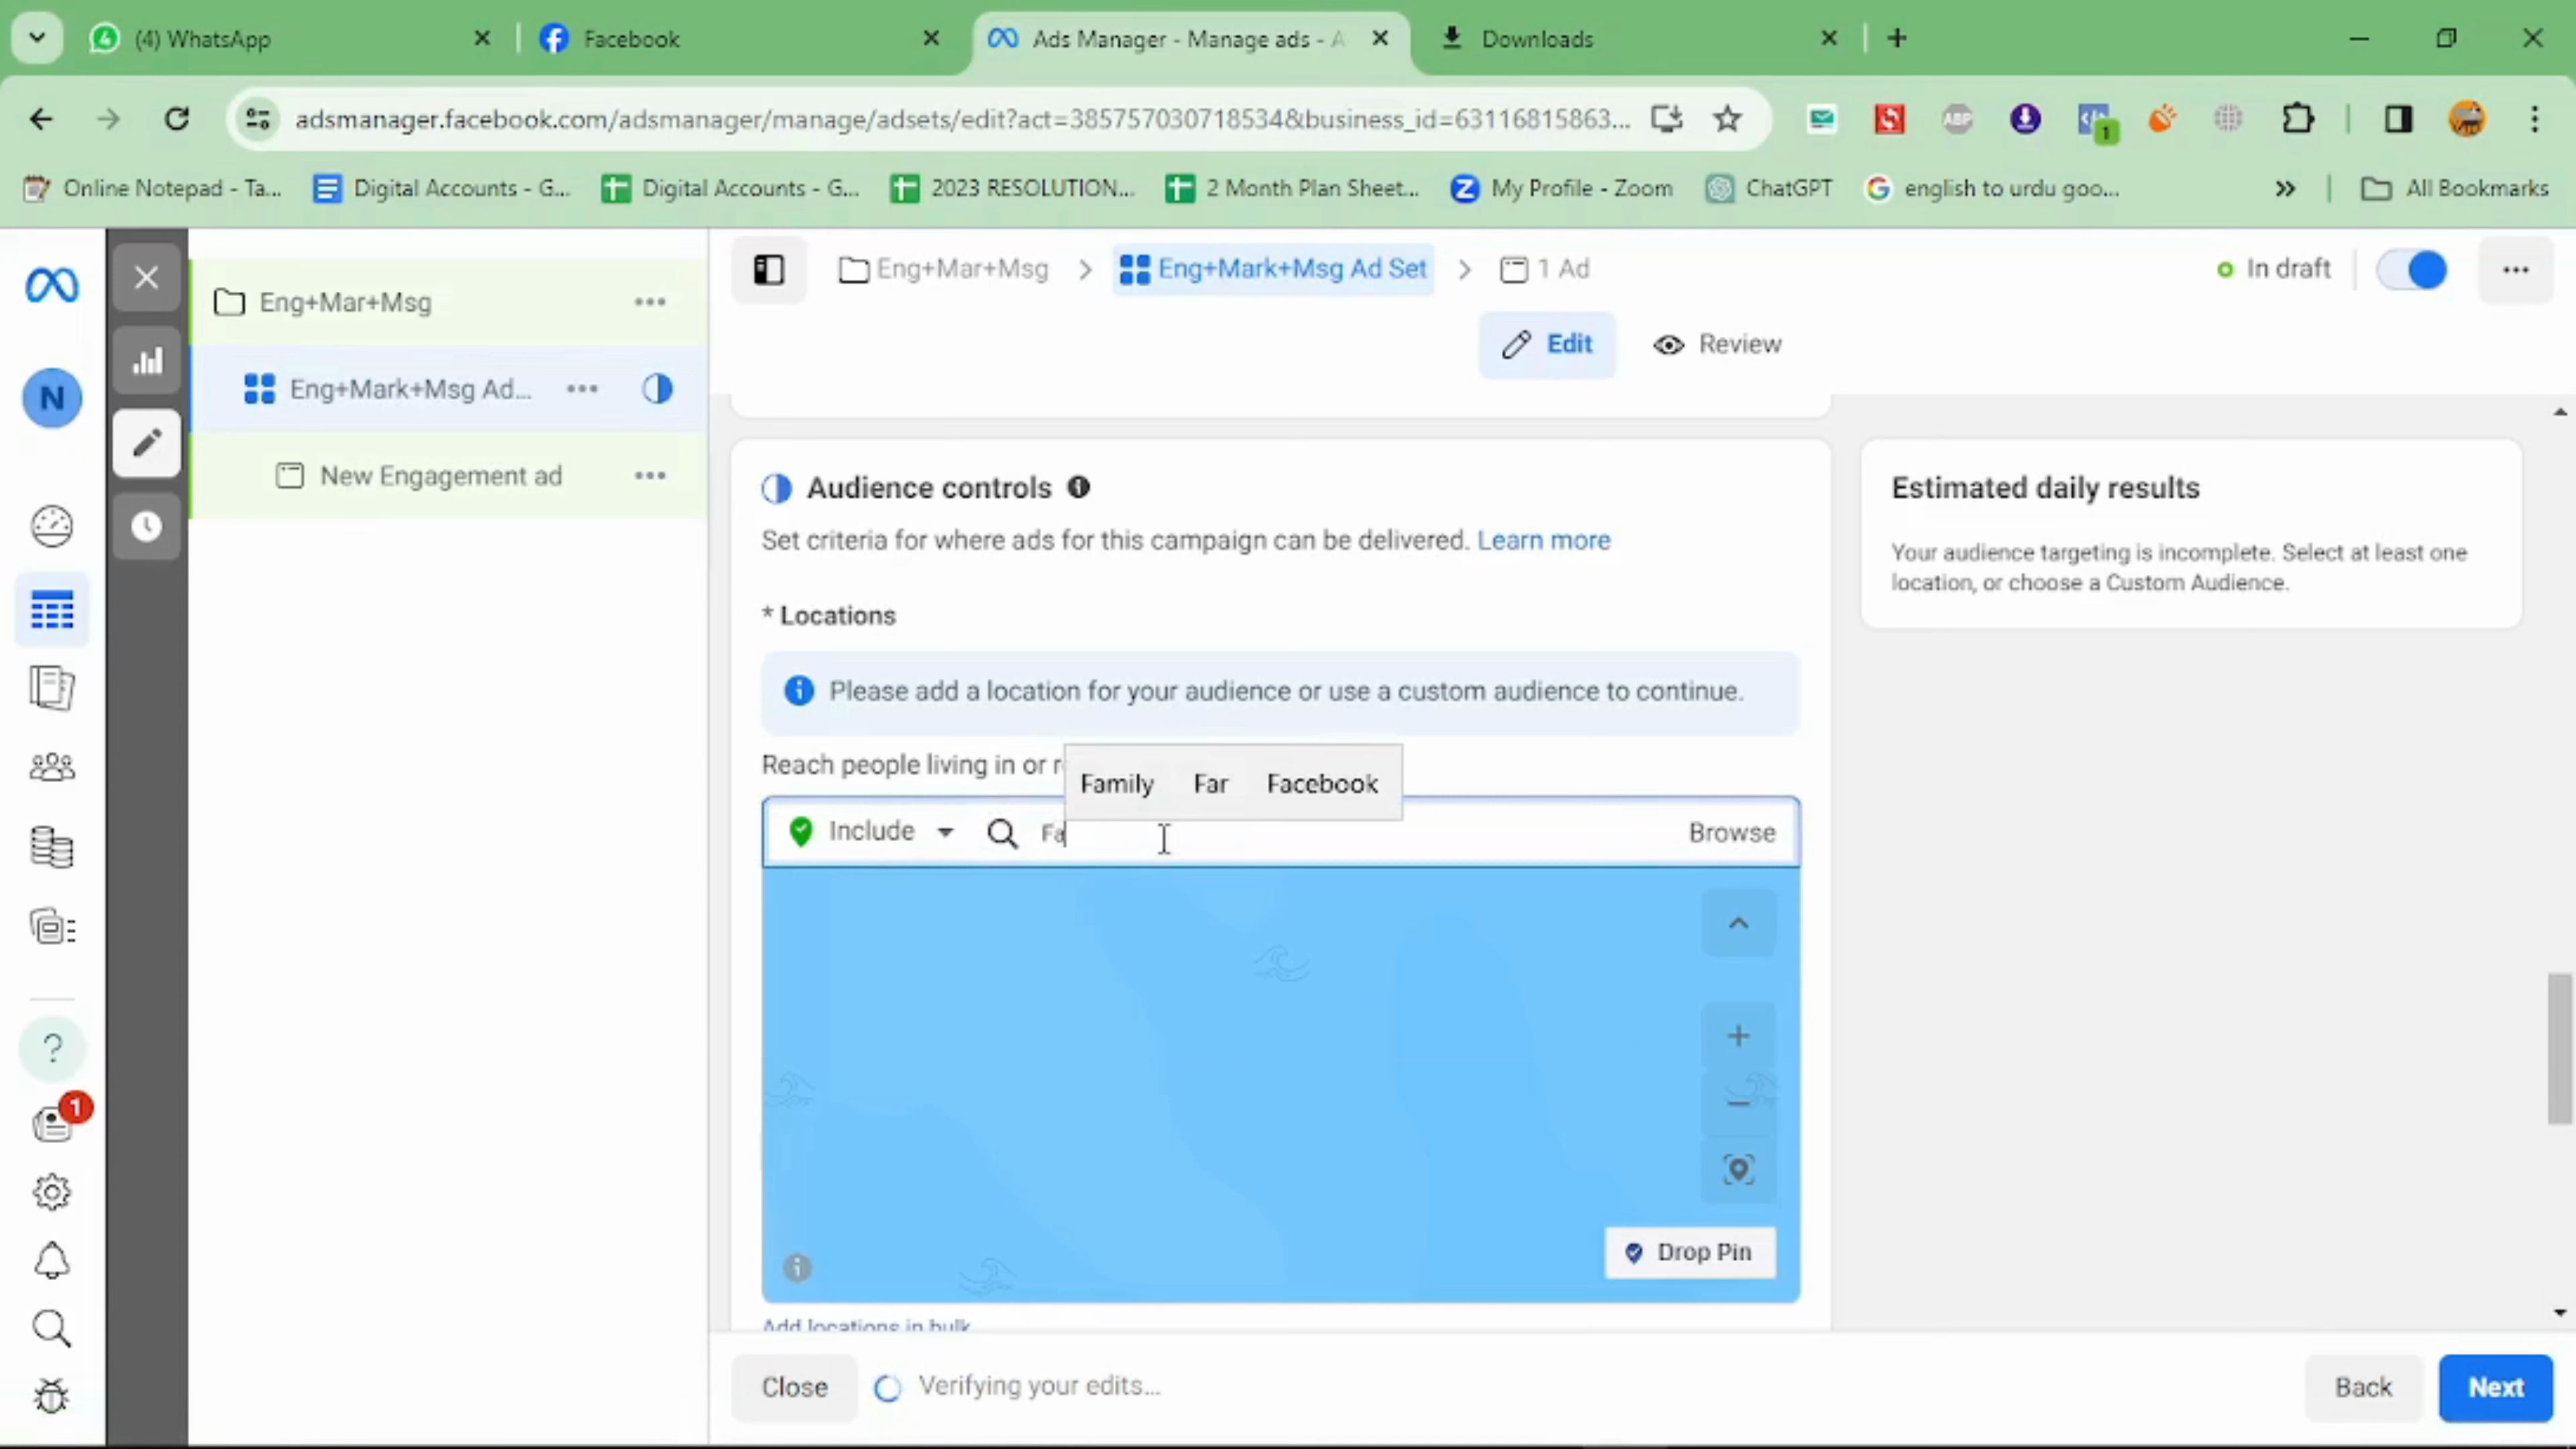 (4) WhatsApp
Facebook
Ads Manager - Manage ads - A
Downloads
adsmanager.facebook.com/adsmanager/manage/adsets/edit?act=385757030718534&business_id=63116815863...
ABP
1
Online Notepad - Ta...
Digital Accounts - G...
Digital Accounts - G...
2023 RESOLUTION...
2 Month Plan Sheet...
My Profile - Zoom
ChatGPT
english to urdu goo...
All Bookmarks
N
Eng+Mar+Msg
Eng+Mark+Msg Ad...
New Engagement ad
Eng+Mar+Msg
Eng+Mark+Msg Ad Set
1 Ad
In draft
Edit
Review
Audience controls
Set criteria for where ads for this campaign can be delivered. Learn more
* Locations
Please add a location for your audience or use a custom audience to continue.
Reach people living in or r
Family Far Facebook
Include
Fa
Browse
Drop Pin
Add locations in bulk
Estimated daily results
Your audience targeting is incomplete. Select at least one
location, or choose a Custom Audience.
1
Close
Verifying your edits...
Back
Next